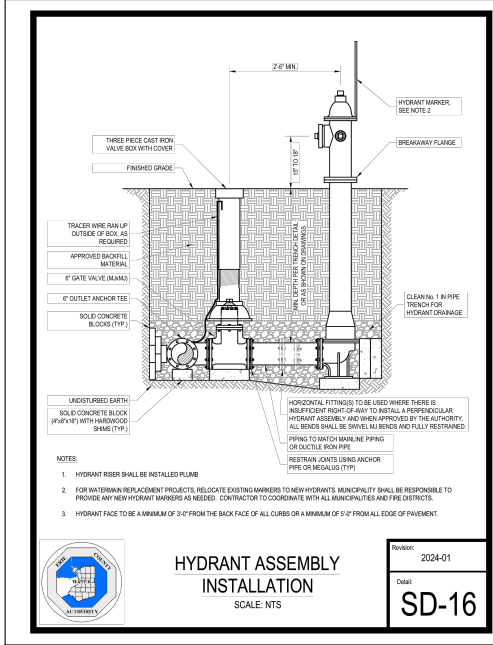 2'-6" MIN.
HYDRANT MARKER,
SEE NOTE 2
THREE PIECE CAST IRON
VALVE BOX WITH COVER
BREAKAWAY FLANGE
15" TO 18"
FINISHED GRADE
TRACER WIRE RAN UP
OUTSIDE OF BOX, AS
REQUIRED
APPROVED BACKFILL
MATERIAL
MIN. DEPTH PER TRENCH DETAIL
OR AS SHOWN ON DRAWINGS
6" GATE VALVE (MJxMJ)
6" OUTLET ANCHOR TEE
CLEAN No. 1 IN PIPE
TRENCH FOR
HYDRANT DRAINAGE
SOLID CONCRETE
BLOCKS (TYP.)
UNDISTURBED EARTH
SOLID CONCRETE BLOCK
(4"x8"x16") WITH HARDWOOD
SHIMS (TYP.)
HORIZONTAL FITTING(S) TO BE USED WHERE THERE IS
INSUFFICIENT RIGHT-OF-WAY TO INSTALL A PERPENDICULAR
HYDRANT ASSEMBLY AND WHEN APPROVED BY THE AUTHORITY.
ALL BENDS SHALL BE SWIVEL MJ BENDS AND FULLY RESTRAINED.
PIPING TO MATCH MAINLINE PIPING
OR DUCTILE IRON PIPE
RESTRAIN JOINTS USING ANCHOR
PIPE OR MEGALUG (TYP)
NOTES:
1. HYDRANT RISER SHALL BE INSTALLED PLUMB
2. FOR WATERMAIN REPLACEMENT PROJECTS, RELOCATE EXISTING MARKERS TO NEW HYDRANTS. MUNICIPALITY SHALL BE RESPONSIBLE TO
PROVIDE ANY NEW HYDRANT MARKERS AS NEEDED. CONTRACTOR TO COORDINATE WITH ALL MUNICIPALITIES AND FIRE DISTRICTS.
3. HYDRANT FACE TO BE A MINIMUM OF 3'-0" FROM THE BACK FACE OF ALL CURBS OR A MINIMUM OF 5'-0" FROM ALL EDGE OF PAVEMENT.
ERIE COUNTY
WATER
AUTHORITY
HYDRANT ASSEMBLY
INSTALLATION
SCALE: NTS
Revision:
2024-01
Detail:
SD-16